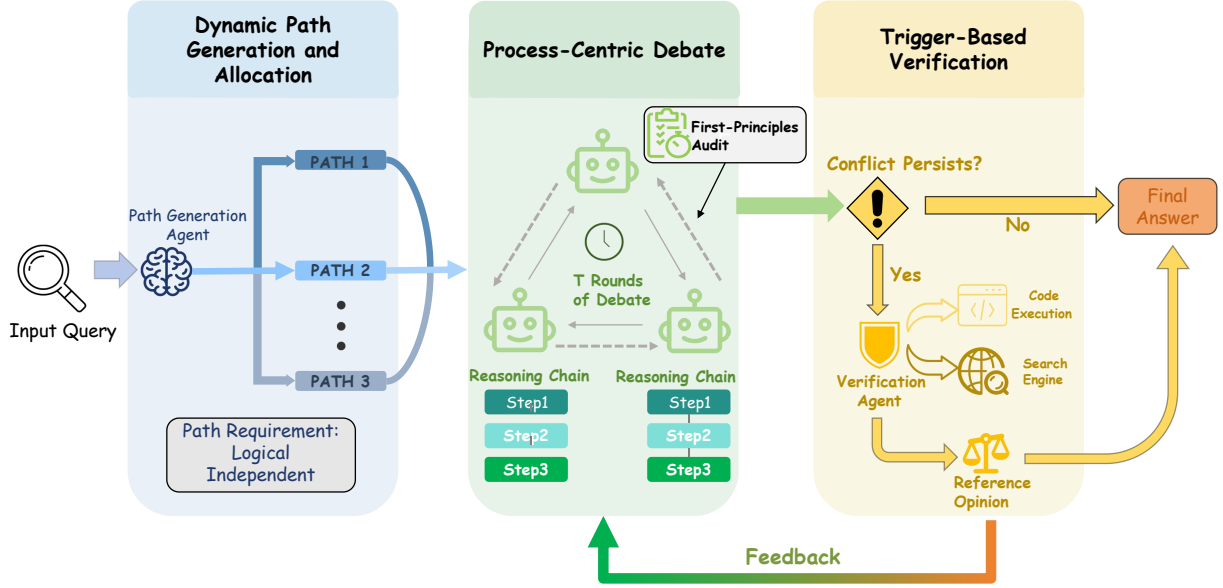 Dynamic Path
Generation and
Allocation
Path Generation
Agent
Input Query
PATH 1
PATH 2
PATH 3
Path Requirement:
Logical
Independent
Process-Centric Debate
First-Principles
Audit
T Rounds
of Debate
Reasoning Chain
Step1
Step2
Step3
Reasoning Chain
Step1
Step2
Step3
Trigger-Based
Verification
Conflict Persists?
No
Yes
Final
Answer
Code
Execution
Search
Engine
Verification
Agent
Reference
Opinion
Feedback